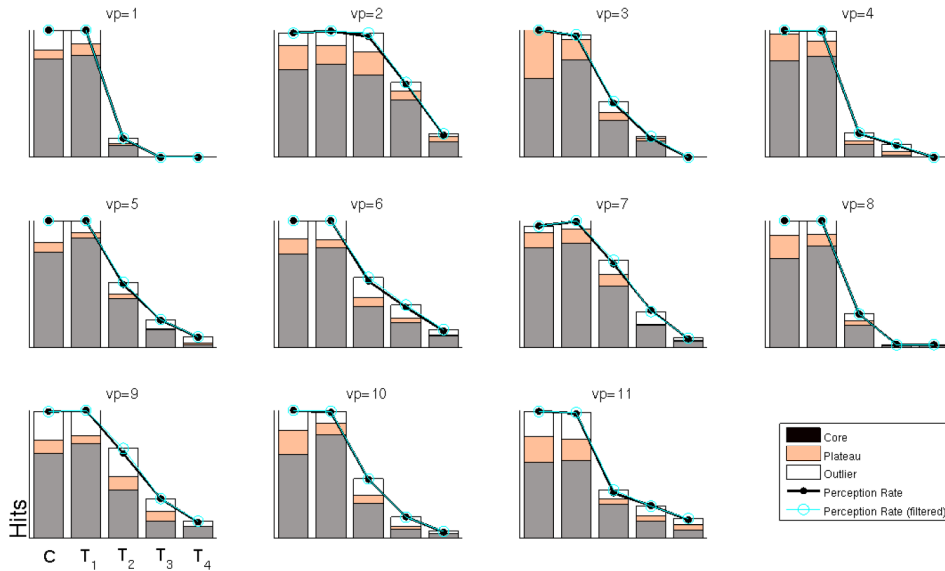 vp=1
vp=2
vp=3
vp=4
vp=5
vp=6
vp=7
vp=8
vp=9
vp=10
vp=11
Core
Plateau
Outlier
Perception Rate
Perception Rate (filtered)
Hits
C T₁ T₂ T₃ T₄